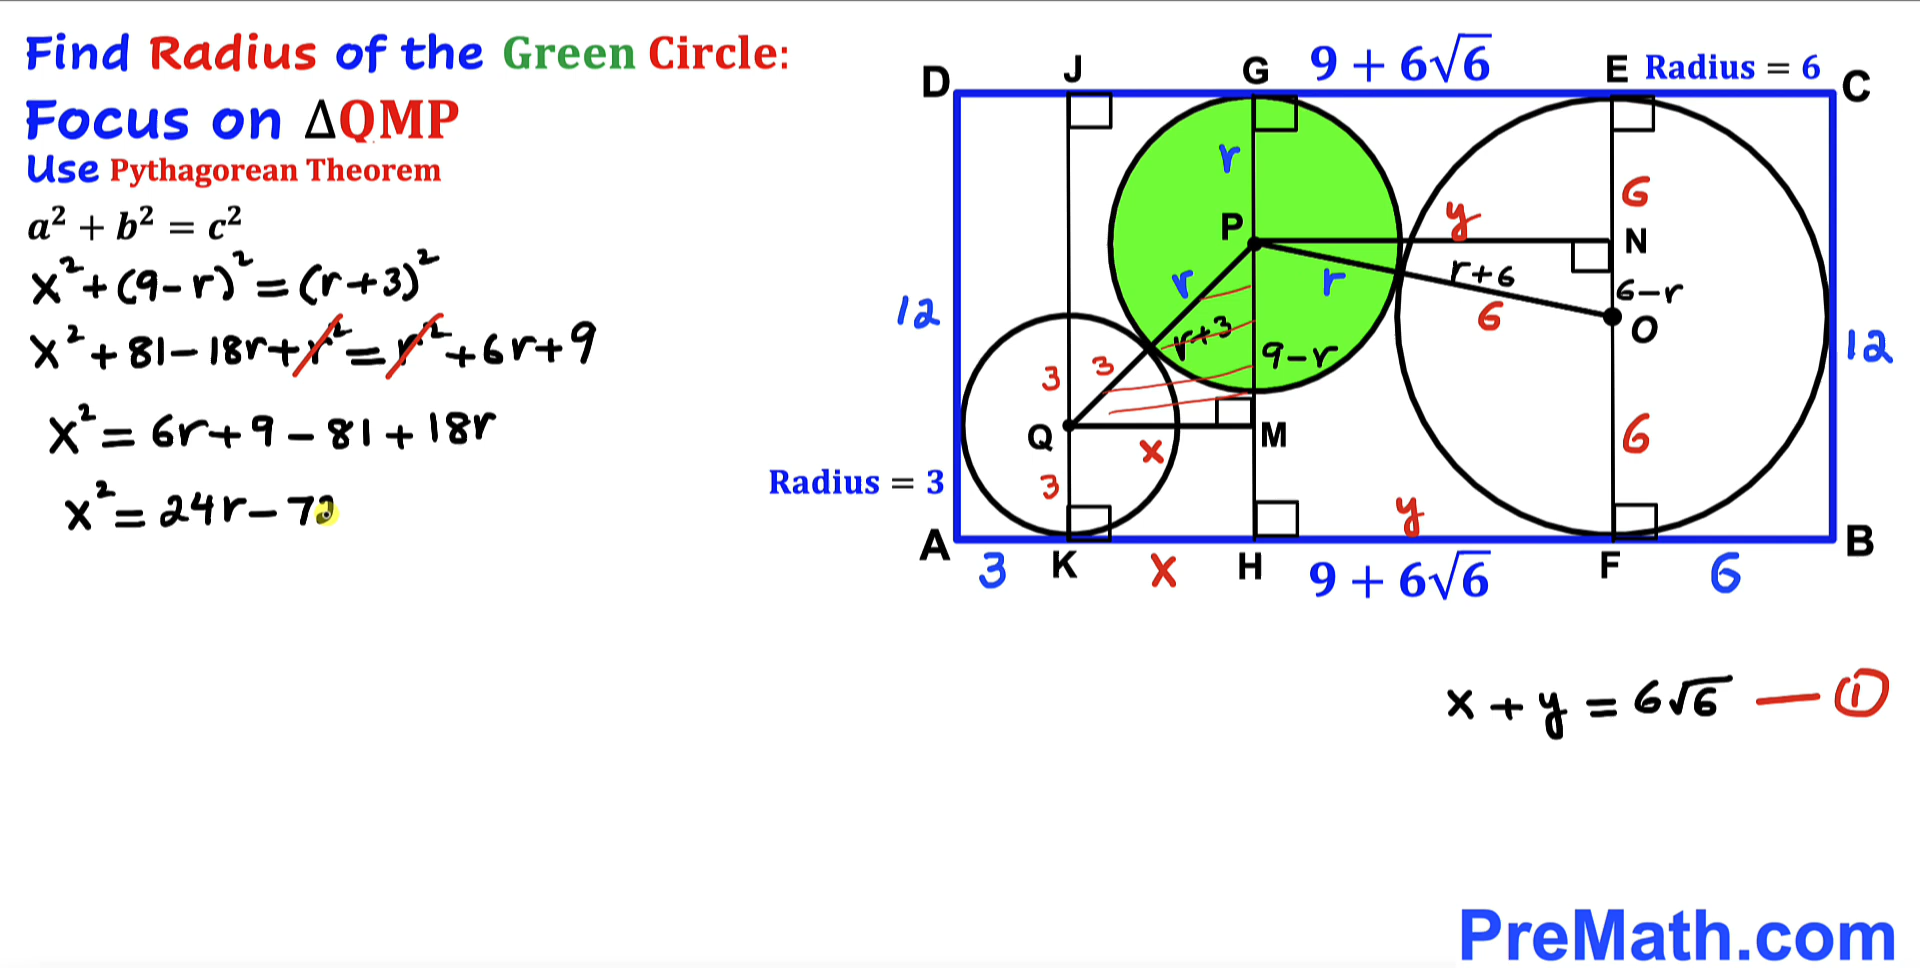 Find Radius of the Green Circle:
Focus on ΔQMP
Use Pythagorean Theorem
a² + b² = c²
x² + (9-r)² = (r+3)²
x² + 81 - 18r + r² = r² + 6r + 9
x² = 6r + 9 - 81 + 18r
x² = 24r - 72
D J G 9 + 6√6 E Radius = 6 C
r 6
P y N
r r r+6 6-r
12 6 O
r+3 9-r 12
3 3
Q x M 6
Radius = 3 3 y
A B
3 K x H 9 + 6√6 F 6
x + y = 6√6 — ①
PreMath.com